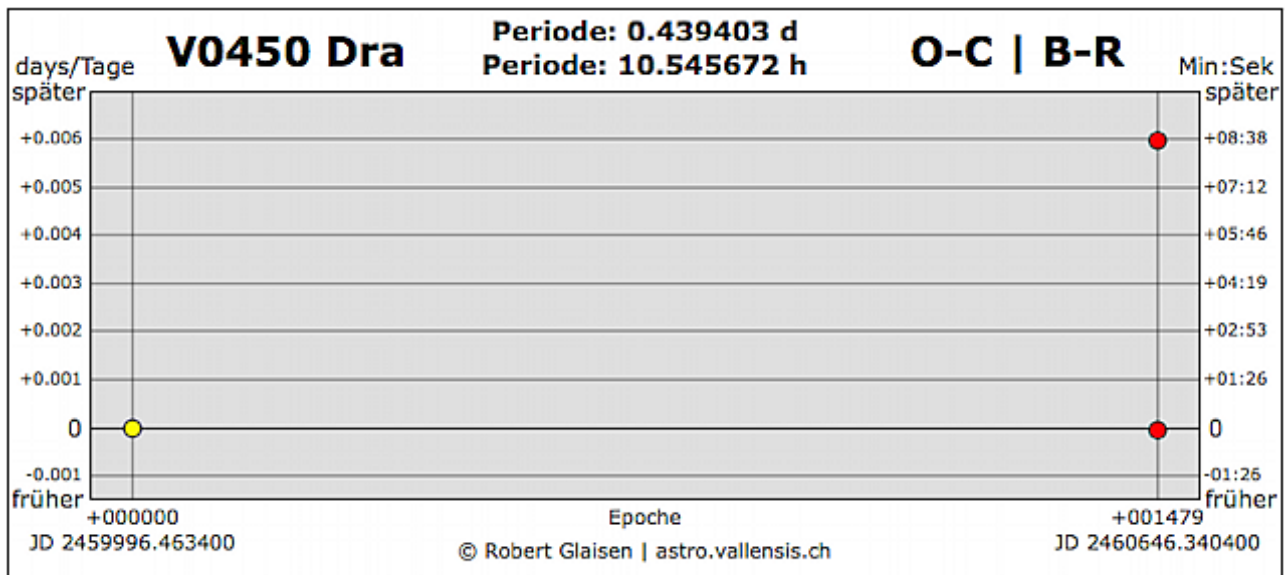 V0450 Dra
Periode: 0.439403 d
Periode: 10.545672 h
O-C | B-R
days/Tage
Min:Sek
später
später
+0.006
+08:38
+0.005
+07:12
+0.004
+05:46
+0.003
+04:19
+0.002
+02:53
+0.001
+01:26
0
0
-0.001
-01:26
früher
früher
+000000
Epoche
+001479
JD 2459996.463400
© Robert Glaisen | astro.vallensis.ch
JD 2460646.340400